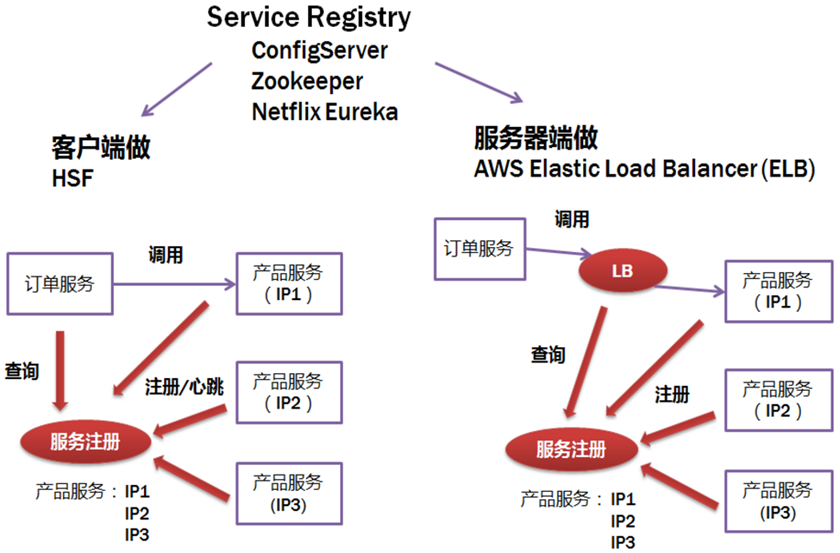 Service Registry
ConfigServer
Zookeeper
Netflix Eureka
客户端做
HSF
订单服务
调用
产品服务
（IP1）
查询
注册/心跳
产品服务
（IP2）
服务注册
产品服务
(IP3)
产品服务：IP1
IP2
IP3
服务器端做
AWS Elastic Load Balancer (ELB)
订单服务
调用
LB
产品服务
（IP1）
查询
注册
产品服务
（IP2）
服务注册
产品服务
(IP3)
产品服务：IP1
IP2
IP3